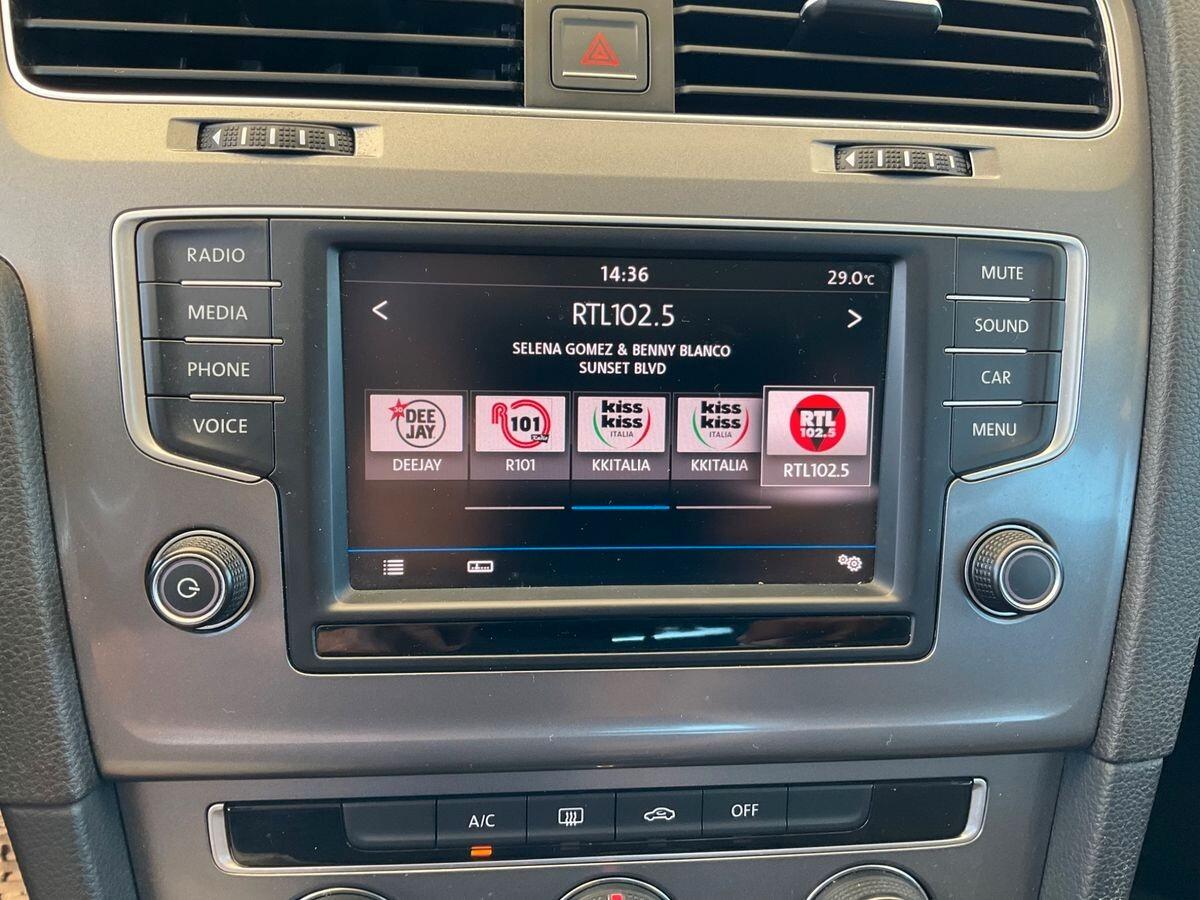 RADIO
MEDIA
PHONE
VOICE
14:36
29.0°C
<
RTL102.5
>
SELENA GOMEZ & BENNY BLANCO
SUNSET BLVD
DEE
JAY
DEEJAY
R101
Radio
R101
kiss
kiss
ITALIA
KKITALIA
kiss
kiss
ITALIA
KKITALIA
RTL
102.5
RTL102.5
MUTE
SOUND
CAR
MENU
A/C
OFF